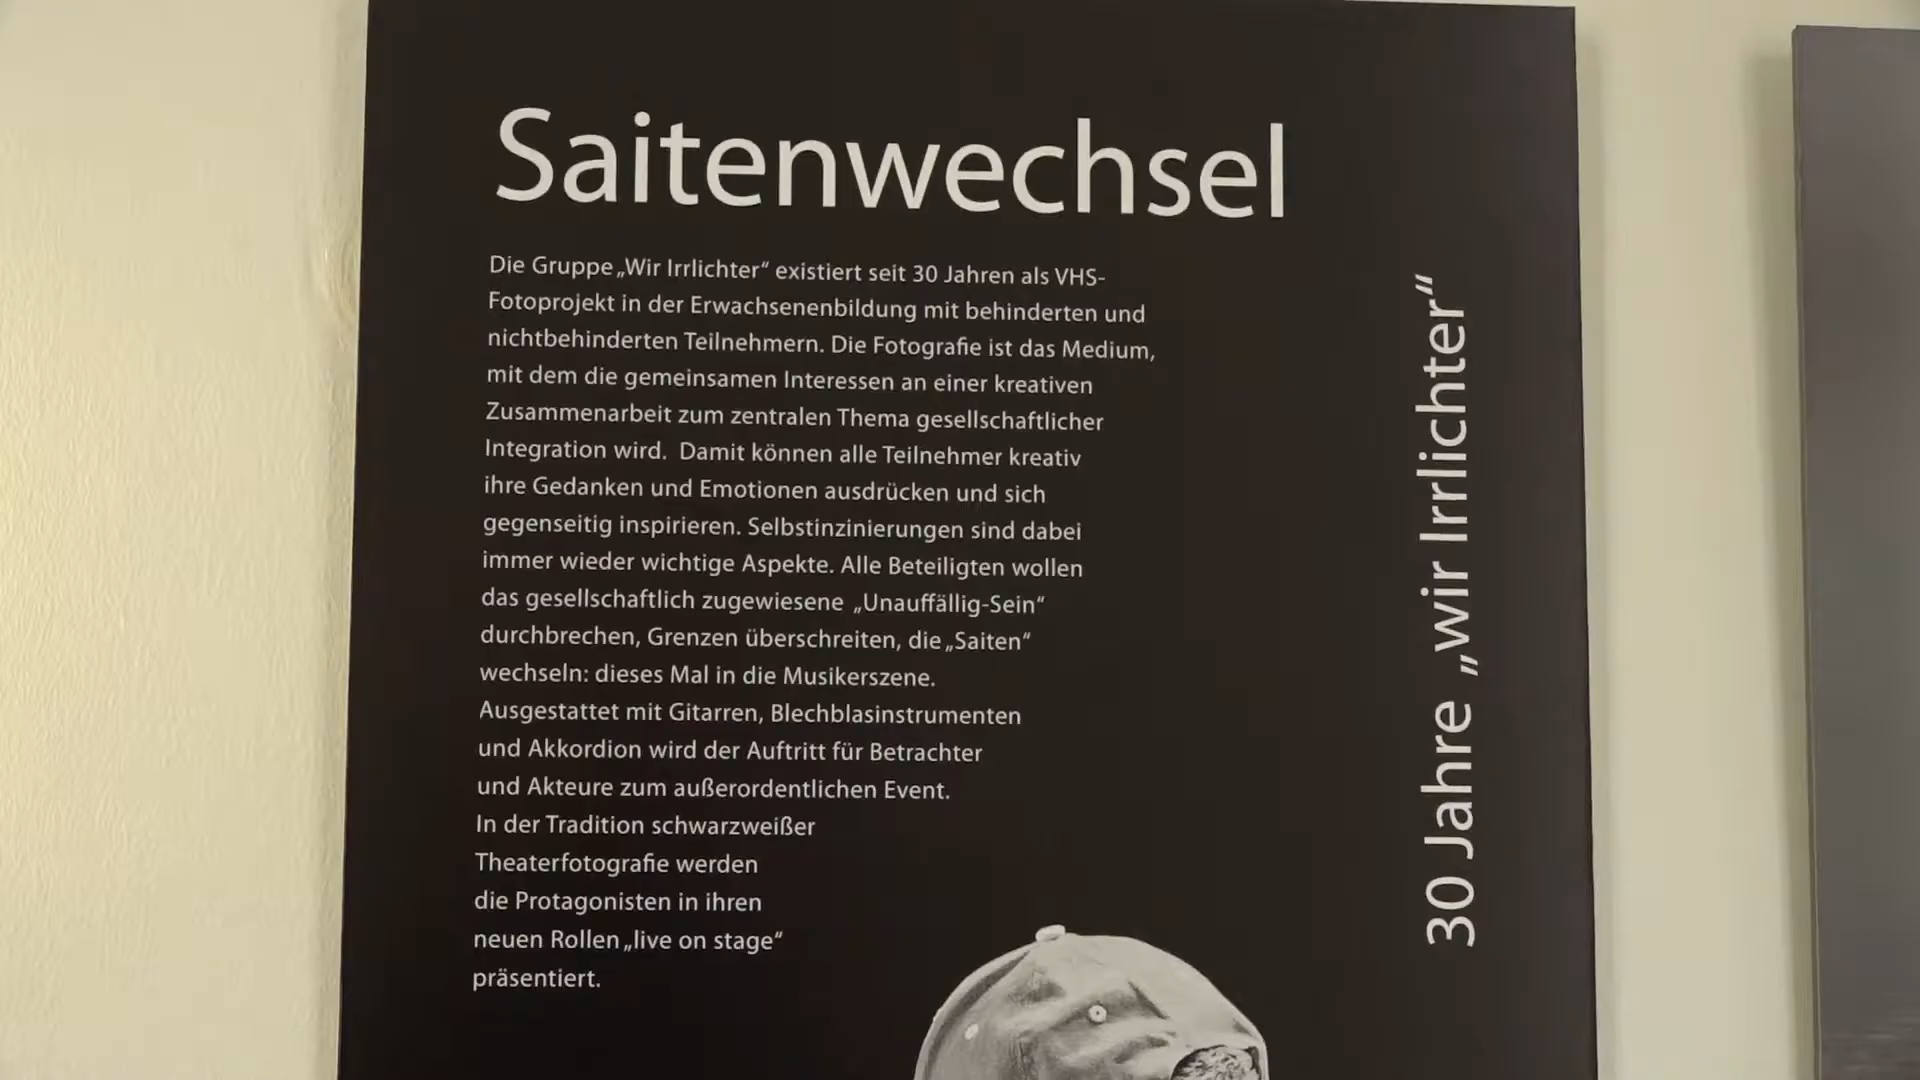 Saitenwechsel
Die Gruppe „Wir Irrlichter“ existiert seit 30 Jahren als VHS-
Fotoprojekt in der Erwachsenenbildung mit behinderten und
nichtbehinderten Teilnehmern. Die Fotografie ist das Medium,
mit dem die gemeinsamen Interessen an einer kreativen
Zusammenarbeit zum zentralen Thema gesellschaftlicher
Integration wird. Damit können alle Teilnehmer kreativ
ihre Gedanken und Emotionen ausdrücken und sich
gegenseitig inspirieren. Selbstinzinierungen sind dabei
immer wieder wichtige Aspekte. Alle Beteiligten wollen
das gesellschaftlich zugewiesene „Unauffällig-Sein“
durchbrechen, Grenzen überschreiten, die „Saiten“
wechseln: dieses Mal in die Musikerszene.
Ausgestattet mit Gitarren, Blechblasinstrumenten
und Akkordion wird der Auftritt für Betrachter
und Akteure zum außerordentlichen Event.
In der Tradition schwarzweißer
Theaterfotografie werden
die Protagonisten in ihren
neuen Rollen „live on stage“
präsentiert.
30 Jahre „wir Irrlichter“